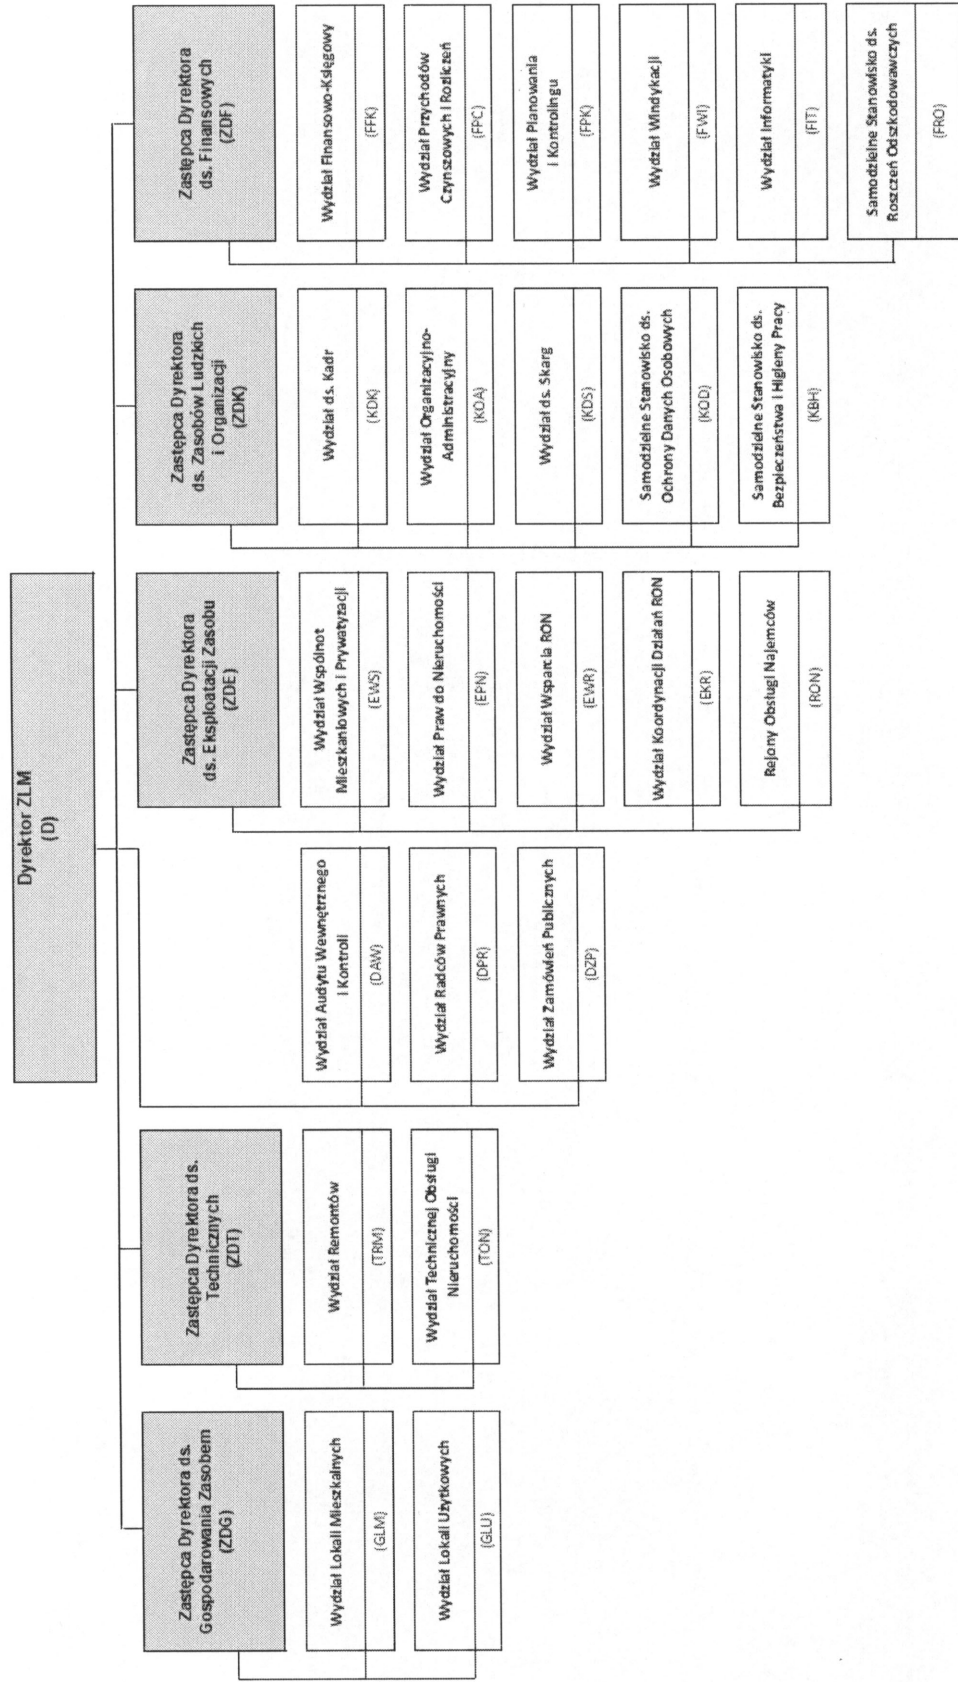 Dyrektor ZLM
(D)
Zastępca Dyrektora ds.
Gospodarowania Zasobem
(ZDG)
Wydział Lokali Mieszkalnych
(GLM)
Wydział Lokali Użytkowych
(GLU)
Zastępca Dyrektora ds.
Technicznych
(ZDT)
Wydział Remontów
(TRM)
Wydział Technicznej Obsługi
Nieruchomości
(TON)
Wydział Audytu Wewnętrznego
i Kontroli
(DAW)
Wydział Radców Prawnych
(DPR)
Wydział Zamówień Publicznych
(DZP)
Zastępca Dyrektora
ds. Eksploatacji Zasobu
(ZDE)
Wydział Wspólnot
Mieszkaniowych i Prywatyzacji
(EWS)
Wydział Praw do Nieruchomości
(EPN)
Wydział Wsparcia RON
(EWR)
Wydział Koordynacji Działań RON
(EKR)
Rejony Obsługi Najemców
(RON)
Zastępca Dyrektora
ds. Zasobów Ludzkich
i Organizacji
(ZDK)
Wydział ds. Kadr
(KDK)
Wydział Organizacyjno-
Administracyjny
(KOA)
Wydział ds. Skarg
(KDS)
Samodzielne Stanowisko ds.
Ochrony Danych Osobowych
(KOD)
Samodzielne Stanowisko ds.
Bezpieczeństwa i Higieny Pracy
(KBH)
Zastępca Dyrektora
ds. Finansowych
(ZDF)
Wydział Finansowo-Księgowy
(FFK)
Wydział Przychodów
Czynszowych i Rozliczeń
(FPC)
Wydział Planowania
i Kontrolingu
(FPK)
Wydział Windykacji
(FWI)
Wydział Informatyki
(FIT)
Samodzielne Stanowisko ds.
Roszczeń Odszkodowawczych
(FRO)